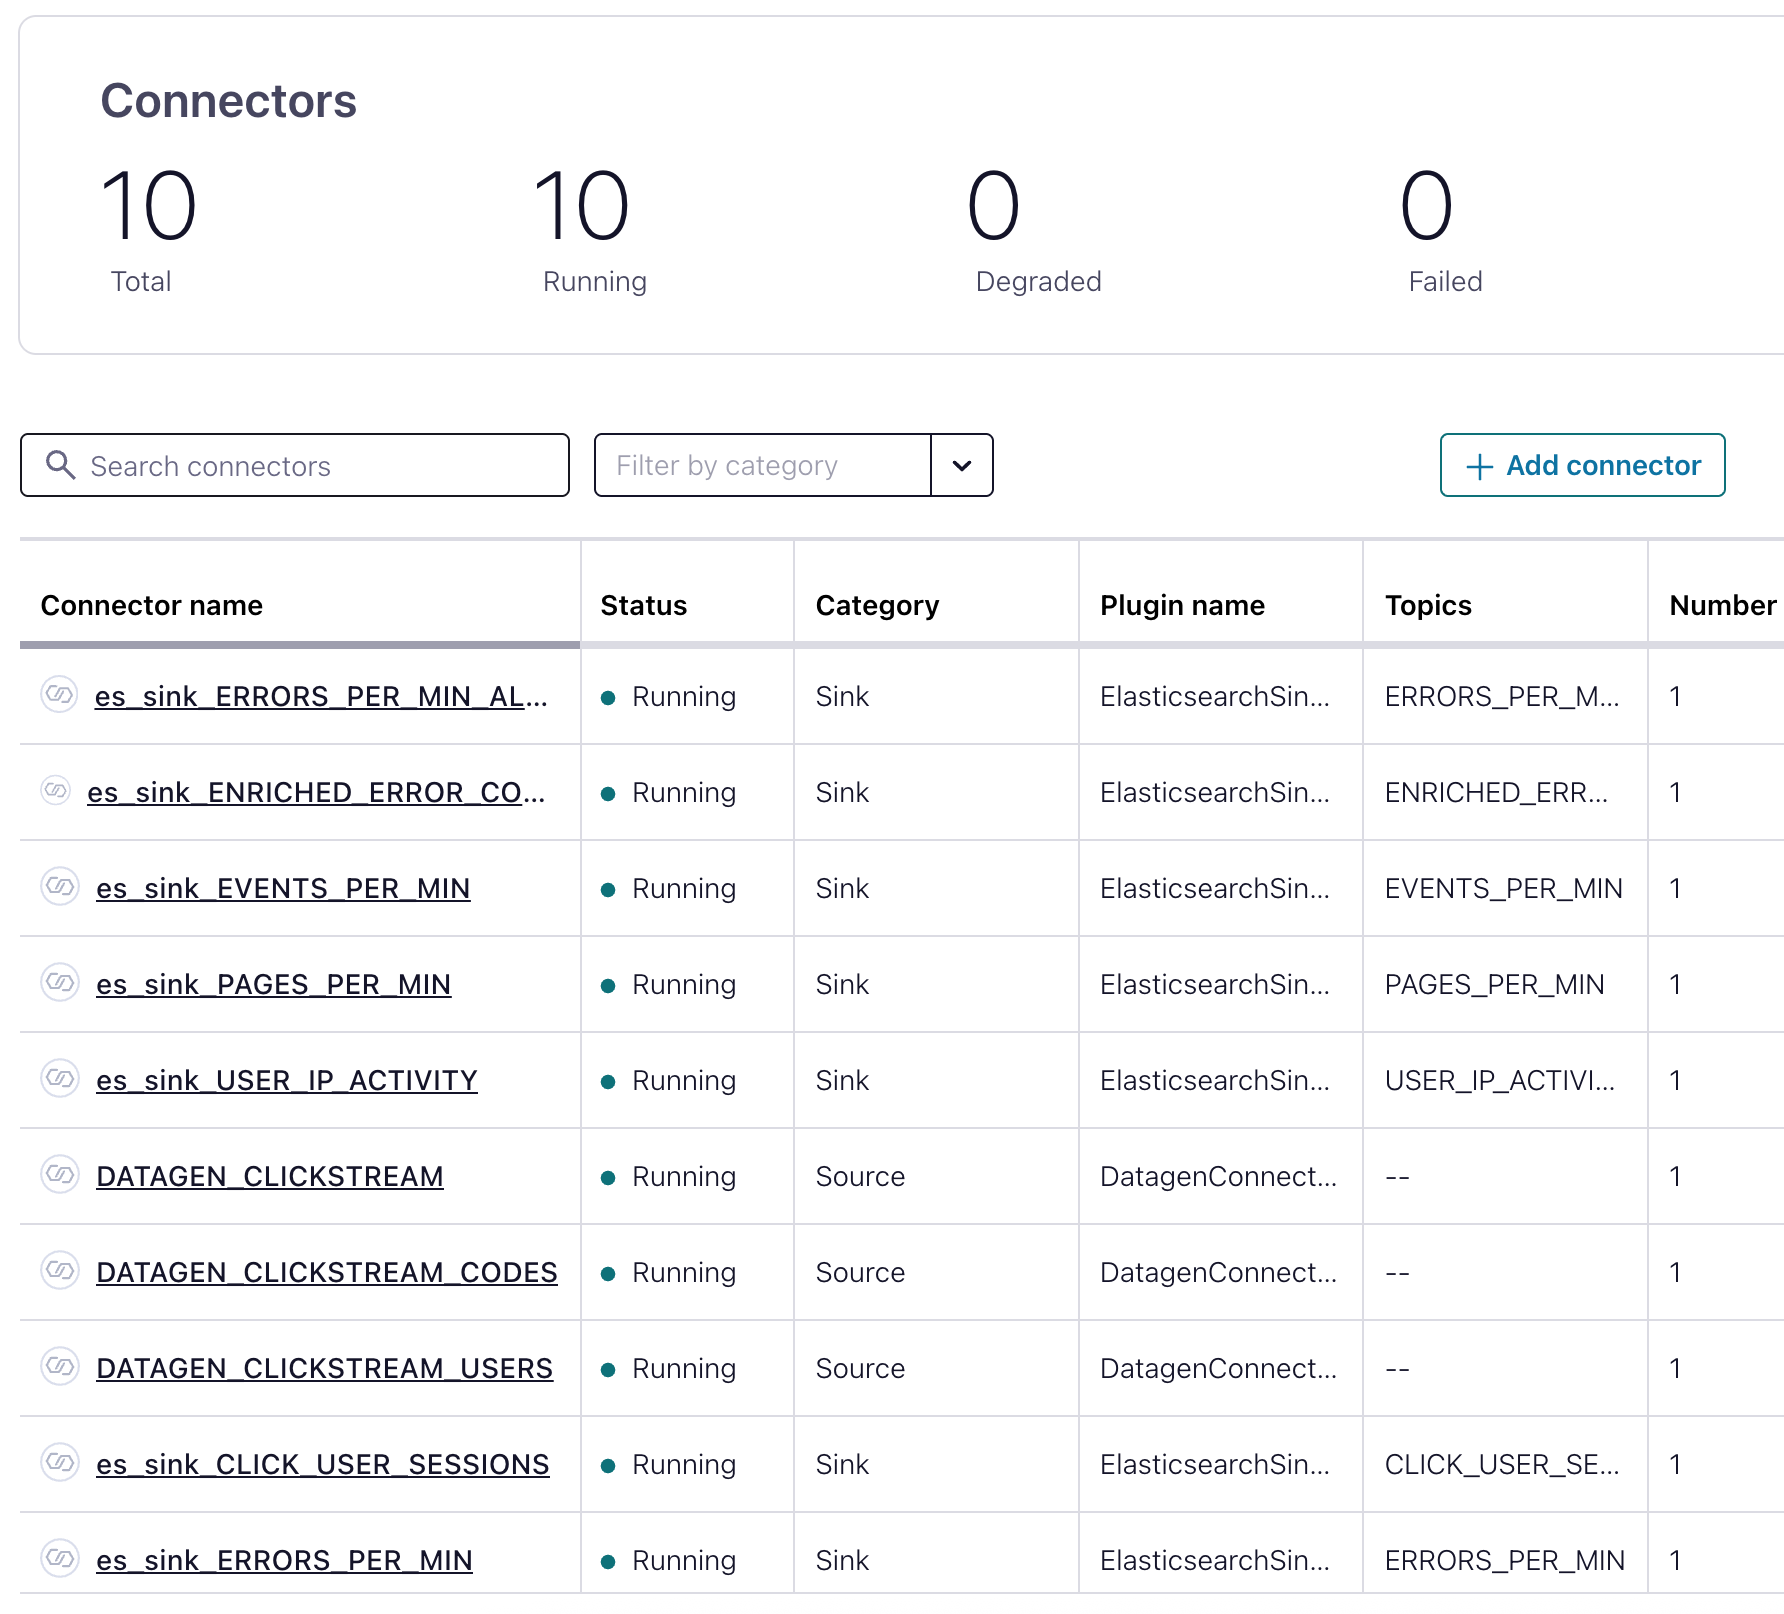 Connectors
10 10 0 0
Total Running Degraded Failed
Search connectors Filter by category Add connector
Connector name Status Category Plugin name Topics Number
es_sink_ERRORS_PER_MIN_AL... Running Sink ElasticsearchSin... ERRORS_PER_M... 1
es_sink_ENRICHED_ERROR_CO... Running Sink ElasticsearchSin... ENRICHED_ERR... 1
es_sink_EVENTS_PER_MIN Running Sink ElasticsearchSin... EVENTS_PER_MIN 1
es_sink_PAGES_PER_MIN Running Sink ElasticsearchSin... PAGES_PER_MIN 1
es_sink_USER_IP_ACTIVITY Running Sink ElasticsearchSin... USER_IP_ACTIVI... 1
DATAGEN_CLICKSTREAM Running Source DatagenConnect... -- 1
DATAGEN_CLICKSTREAM_CODES Running Source DatagenConnect... -- 1
DATAGEN_CLICKSTREAM_USERS Running Source DatagenConnect... -- 1
es_sink_CLICK_USER_SESSIONS Running Sink ElasticsearchSin... CLICK_USER_SE... 1
es_sink_ERRORS_PER_MIN Running Sink ElasticsearchSin... ERRORS_PER_MIN 1